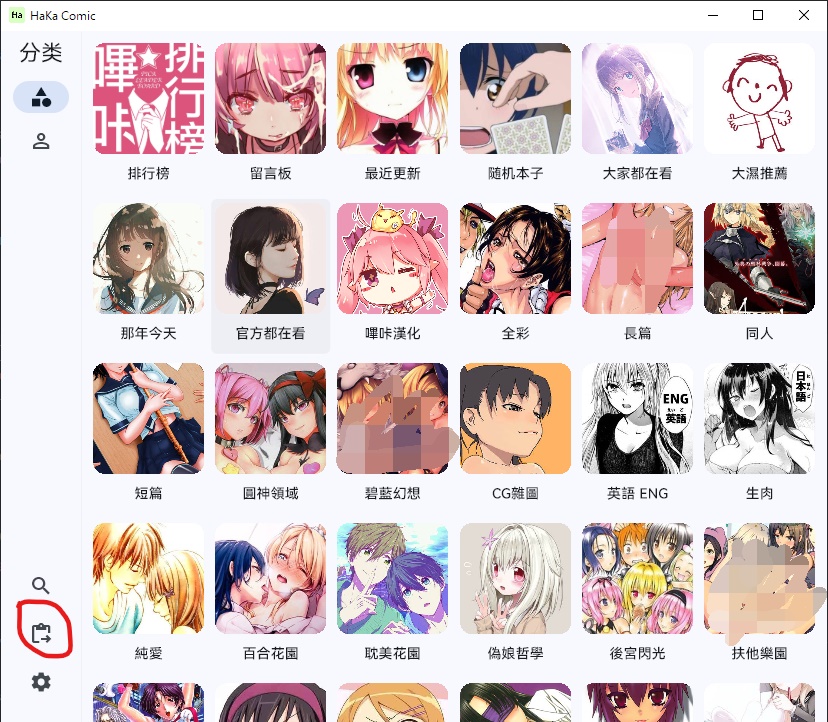 Ha HaKa Comic
分类
嗶咔
排行榜
PICA
LEADER
BOARD
排行榜
留言板
最近更新
随机本子
大家都在看
大濕推薦
那年今天
官方都在看
嗶咔漢化
全彩
長篇
同人
短篇
圓神領域
碧藍幻想
CG雜圖
ENG
英語
英語 ENG
日本語
生肉
純愛
百合花園
耽美花園
偽娘哲學
後宮閃光
扶他樂園